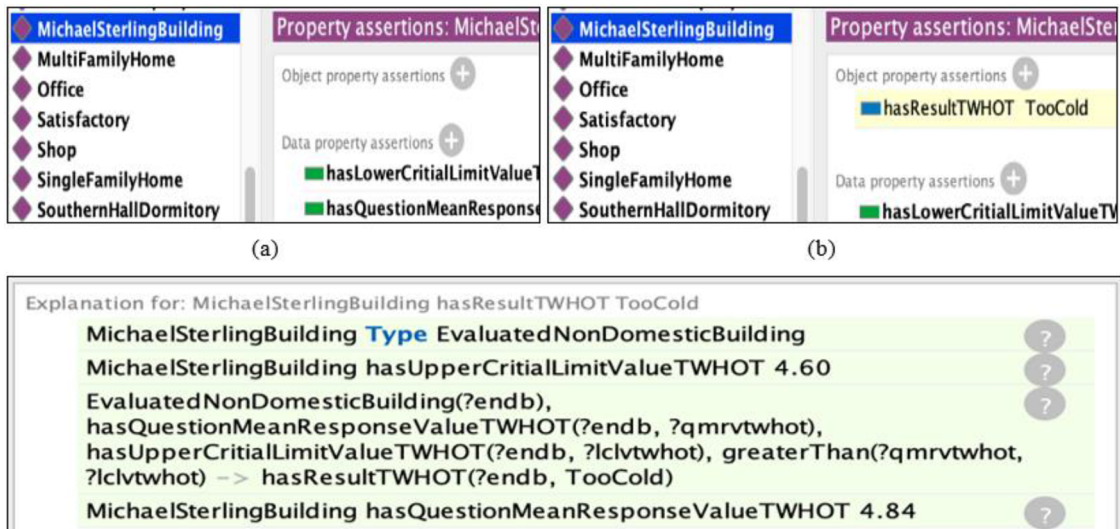 MichaelSterlingBuilding
MultiFamilyHome
Office
Satisfactory
Shop
SingleFamilyHome
SouthernHallDormitory
Property assertions: MichaelSt
Object property assertions
Data property assertions
hasLowerCritialLimitValueT
hasQuestionMeanResponse
(a)
MichaelSterlingBuilding
MultiFamilyHome
Office
Satisfactory
Shop
SingleFamilyHome
SouthernHallDormitory
Property assertions: MichaelSte
Object property assertions
hasResultTWHOT TooCold
Data property assertions
hasLowerCritialLimitValueTW
(b)
Explanation for: MichaelSterlingBuilding hasResultTWHOT TooCold
MichaelSterlingBuilding Type EvaluatedNonDomesticBuilding
?
MichaelSterlingBuilding hasUpperCritialLimitValueTWHOT 4.60
?
EvaluatedNonDomesticBuilding(?endb),
?
hasQuestionMeanResponseValueTWHOT(?endb, ?qmrvtwhot),
hasUpperCritialLimitValueTWHOT(?endb, ?lclvtwhot), greaterThan(?qmrvtwhot,
?lclvtwhot) -> hasResultTWHOT(?endb, TooCold)
MichaelSterlingBuilding hasQuestionMeanResponseValueTWHOT 4.84
?